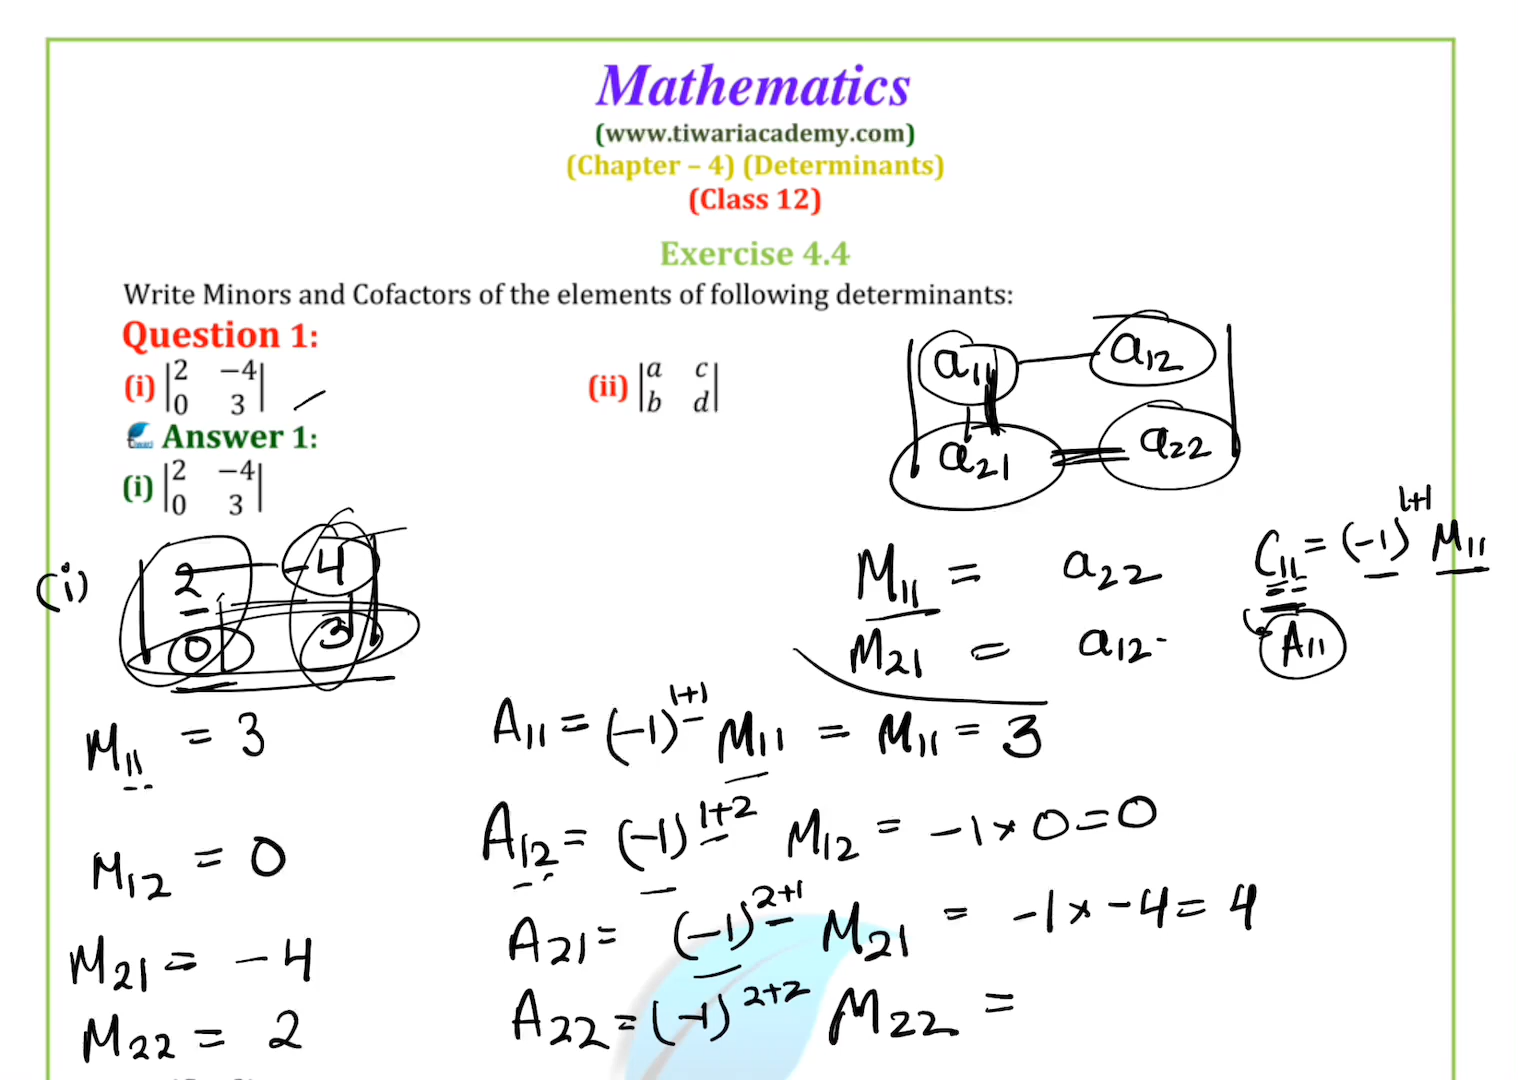 Mathematics
(www.tiwariacademy.com)
(Chapter – 4) (Determinants)
(Class 12)
Exercise 4.4
Write Minors and Cofactors of the elements of following determinants:
Question 1:
(i) |2 −4|
|0 3|
(ii) |a c|
|b d|
Answer 1:
(i) |2 −4|
|0 3|
a11 a12
a21 a22
(i) |2 -4|
|0 3|
M11 = a22
M21 = a12
C11 = (-1)^1+1 M11
A11
M11 = 3
A11 = (-1)^1+1 M11 = M11 = 3
M12 = 0
A12 = (-1)^1+2 M12 = -1 × 0 = 0
M21 = -4
A21 = (-1)^2+1 M21 = -1 × -4 = 4
M22 = 2
A22 = (-1)^2+2 M22 =